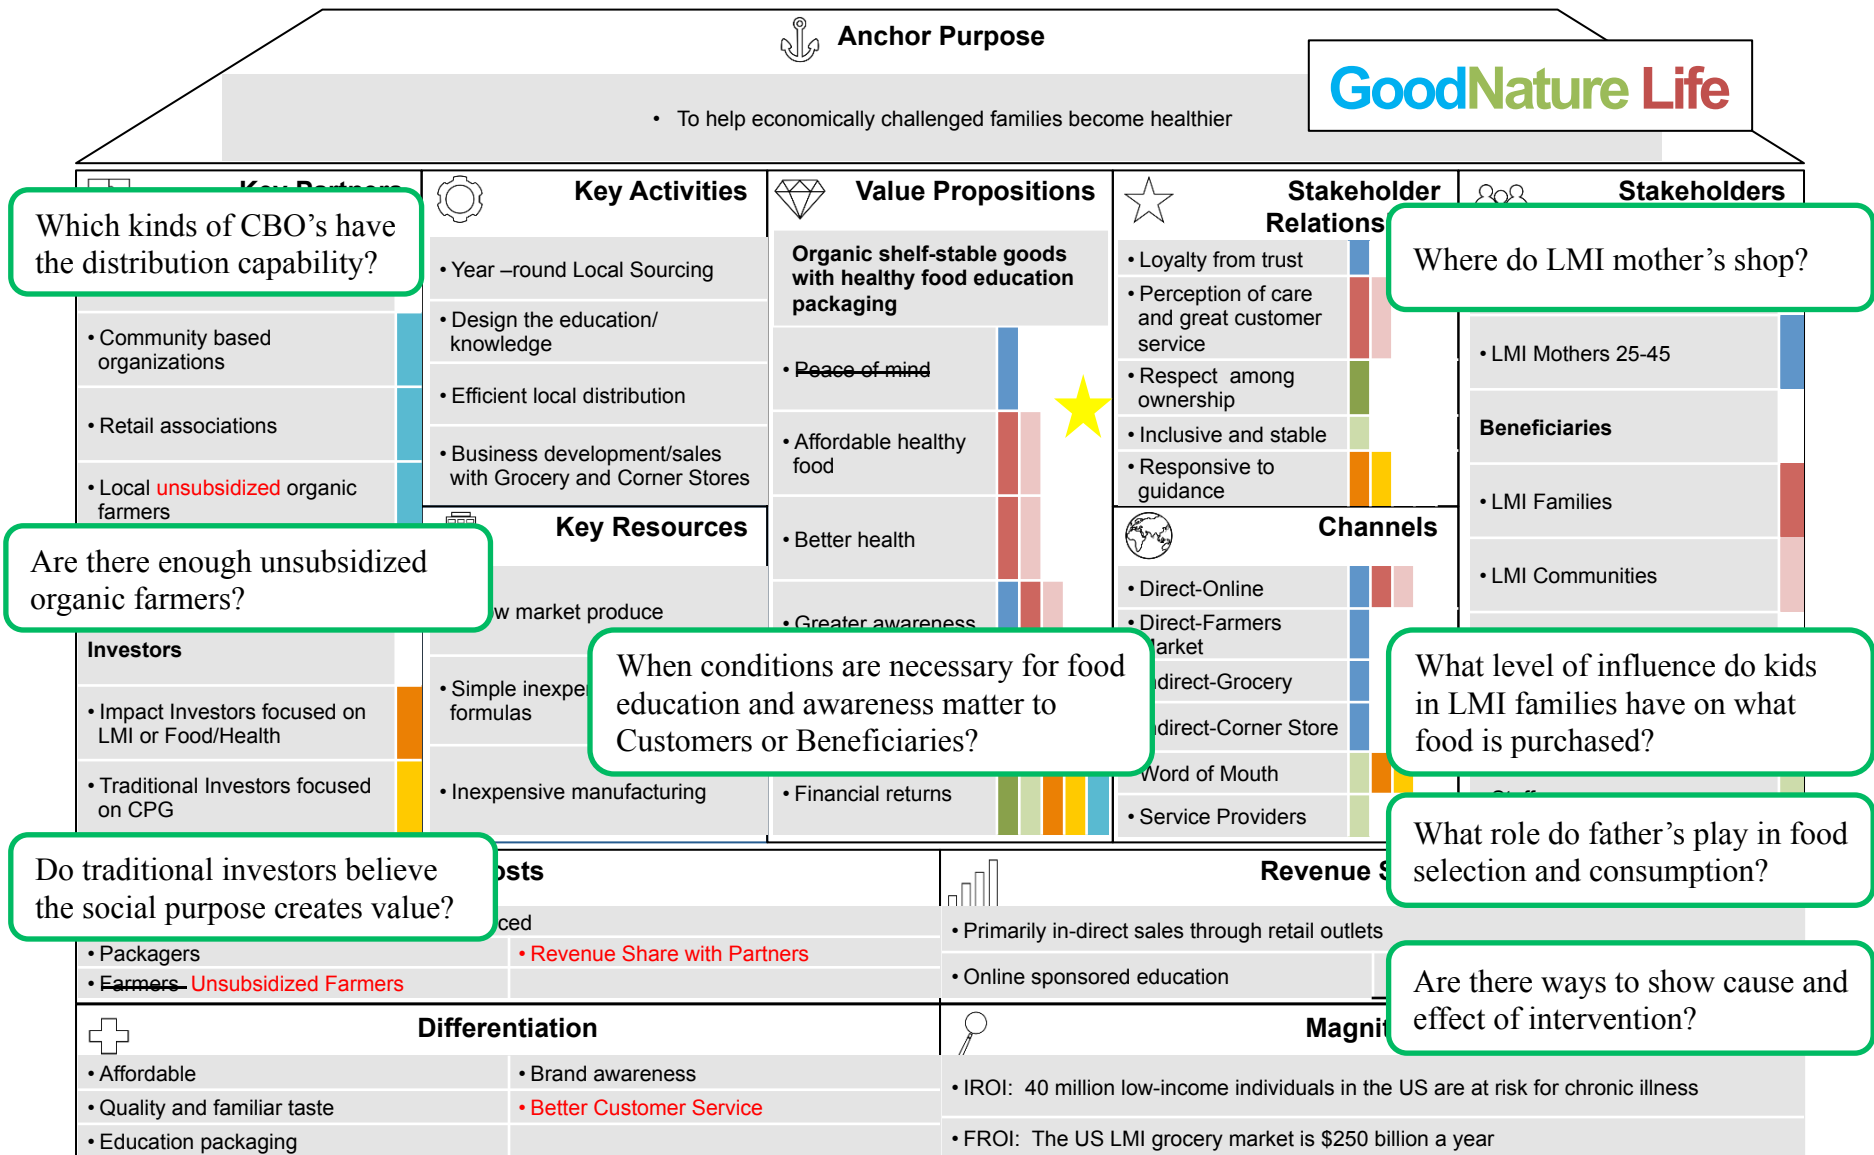 Anchor Purpose
GoodNature Life
• To help economically challenged families become healthier
Key Partners
Which kinds of CBO's have
the distribution capability?
• Community based
organizations
• Retail associations
• Local unsubsidized organic
farmers
Are there enough unsubsidized
organic farmers?
Investors
• Impact Investors focused on
LMI or Food/Health
• Traditional Investors focused
on CPG
Do traditional investors believe
the social purpose creates value?
Key Activities
• Year –round Local Sourcing
• Design the education/
knowledge
• Efficient local distribution
• Business development/sales
with Grocery and Corner Stores
Key Resources
market produce
• Simple
formulas
• Inexpensive manufacturing
Value Propositions
Organic shelf-stable goods
with healthy food education
packaging
• Peace of mind
• Affordable healthy
food
• Better health
• Greater awareness
When conditions are necessary for food
education and awareness matter to
Customers or Beneficiaries?
• Financial returns
Stakeholder
• Loyalty from trust
• Perception of care
and great customer
service
• Respect among
ownership
• Inclusive and stable
• Responsive to
guidance
Channels
• Direct-Online
• Direct-Farmers
Market
Indirect-Grocery
Indirect-Corner Store
Word of Mouth
• Service Providers
Stakeholders
Where do LMI mother's shop?
• LMI Mothers 25-45
Beneficiaries
• LMI Families
• LMI Communities
What level of influence do kids
in LMI families have on what
food is purchased?
What role do father's play in food
selection and consumption?
• Packagers
• Revenue Share with Partners
• Farmers Unsubsidized Farmers
Revenue
• Primarily in-direct sales through retail outlets
• Online sponsored education
Are there ways to show cause and
effect of intervention?
Differentiation
• Affordable
• Brand awareness
• Quality and familiar taste
• Better Customer Service
• Education packaging
• IROI: 40 million low-income individuals in the US are at risk for chronic illness
• FROI: The US LMI grocery market is $250 billion a year